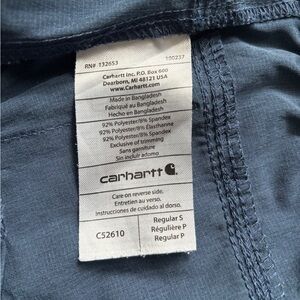 RN# 132653 100237
Carhartt Inc. P.O. Box 600
Dearborn, MI 48121 USA
www.Carhartt.com
Made in Bangladesh
Fabriqué au Bangladesh
Hecho en Bangladesh
92% Polyester/8% Spandex
92% Polyester/8% Élasthanne
92% Polyester/8% Spandex
Exclusive of trimming
Sans garniture
Sin incluir adorno
carhartt
Care on reverse side.
Entretien au verso.
Instrucciones de cuidado al dorso.
C52610
Regular S
Régulière P
Regular P